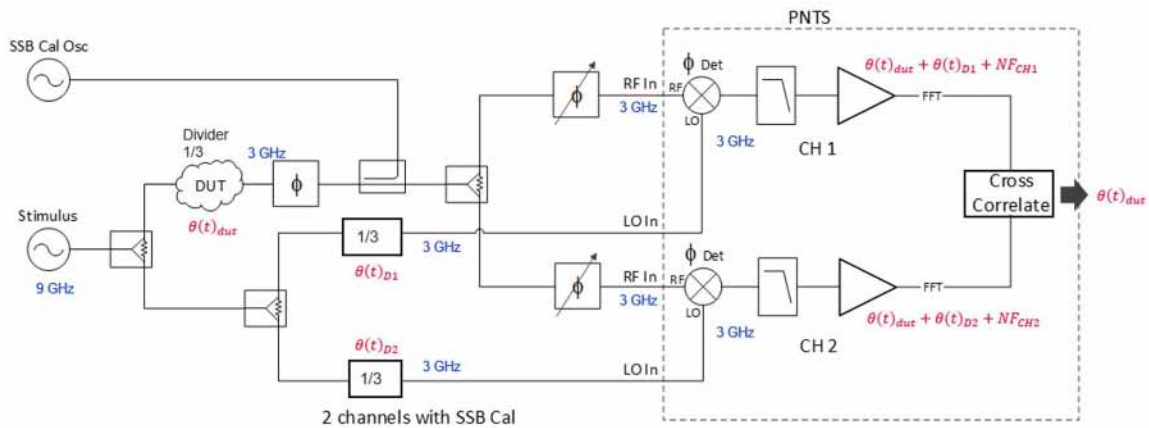 PNTS
SSB Cal Osc
θ(t)dut + θ(t)D1 + NFCH1
ϕ Det
RF In
RF
3 GHz
ϕ
LO
FFT
Divider
1/3
3 GHz
3 GHz
CH 1
DUT
ϕ
Cross
Correlate
θ(t)dut
Stimulus
θ(t)dut
1/3
3 GHz
LO In
θ(t)D1
ϕ Det
9 GHz
RF In
RF
3 GHz
ϕ
LO
FFT
3 GHz
θ(t)dut + θ(t)D2 + NFCH2
θ(t)D2
3 GHz
CH 2
1/3
LO In
2 channels with SSB Cal